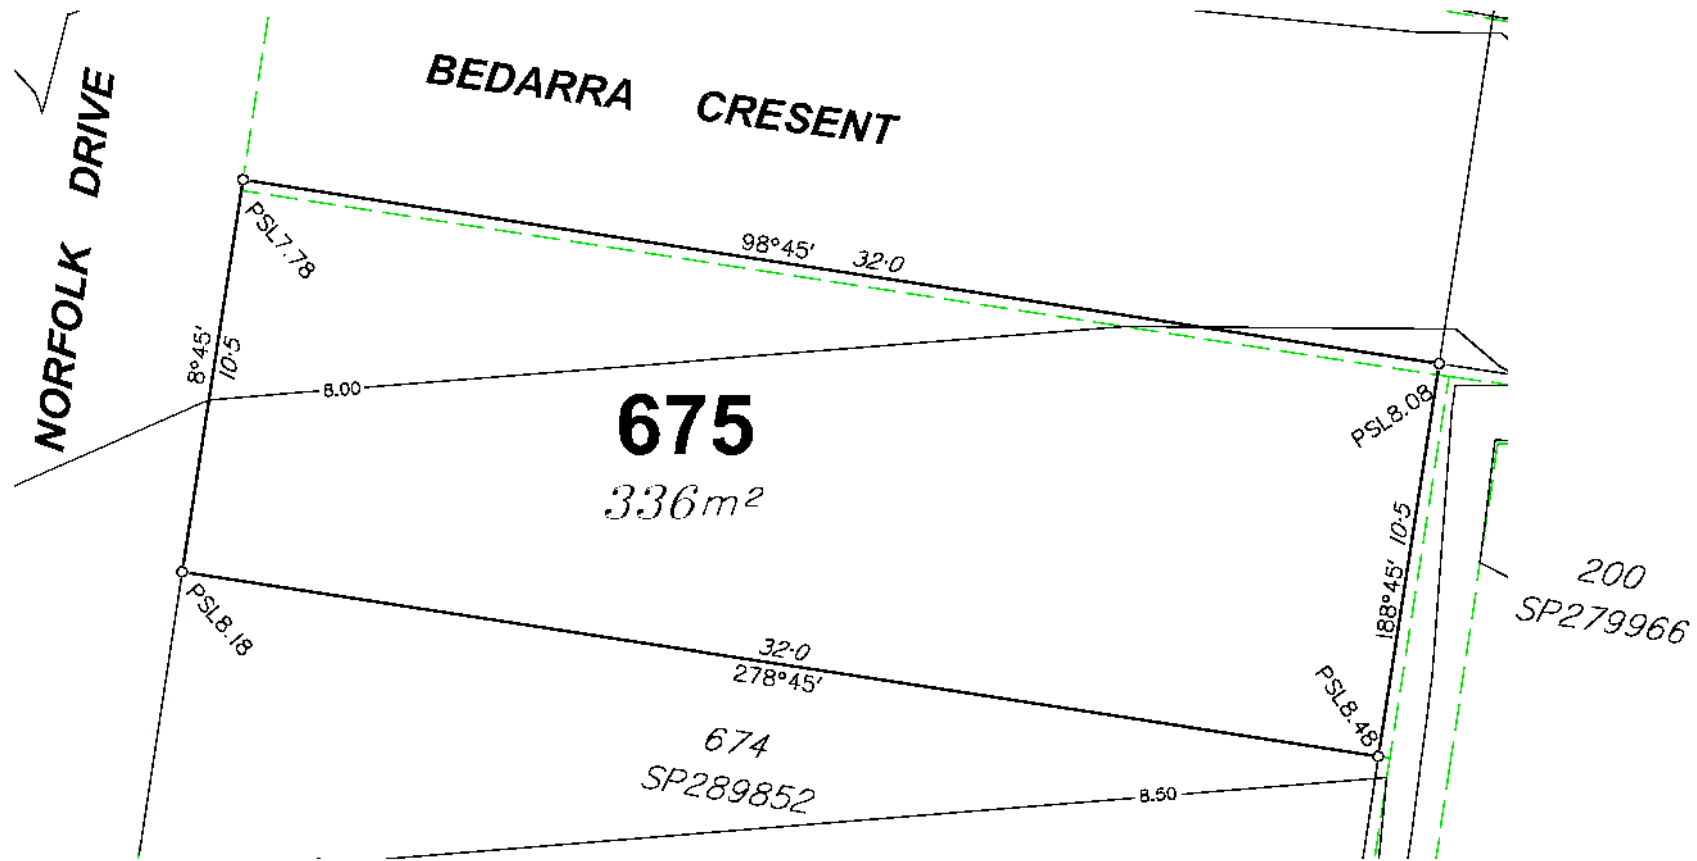 BEDARRA CRESENT
NORFOLK DRIVE
PSL7.78
98°45' 32·0
8°45'
10·5
8.00
675
336m²
PSL8.08
188°45' 10·5
200
SP279966
PSL8.18
32·0
278°45'
PSL8.48
674
SP289852
8.50